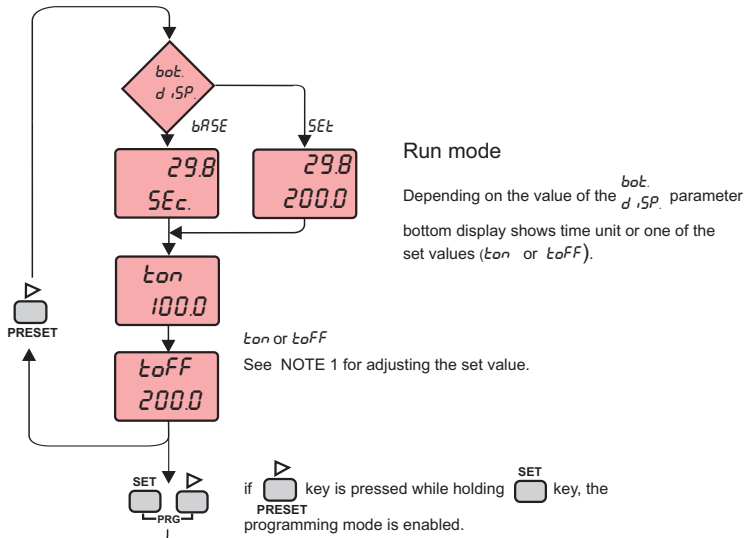 bot.
d iSP.
bASE
SEt
29.8
SEc.
29.8
200.0
Run mode
Depending on the value of the bot. d iSP. parameter
bottom display shows time unit or one of the
set values (ton or toFF).
ton
100.0
PRESET
ton or toFF
See NOTE 1 for adjusting the set value.
toFF
200.0
SET
PRG
if PRESET key is pressed while holding SET key, the
programming mode is enabled.